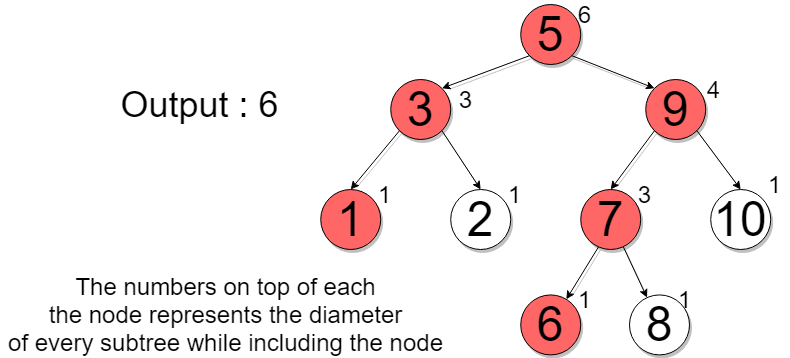 5 6
Output : 6
3 3
9 4
1 1
2 1
7 3
10 1
The numbers on top of each
the node represents the diameter
of every subtree while including the node
6 1
8 1